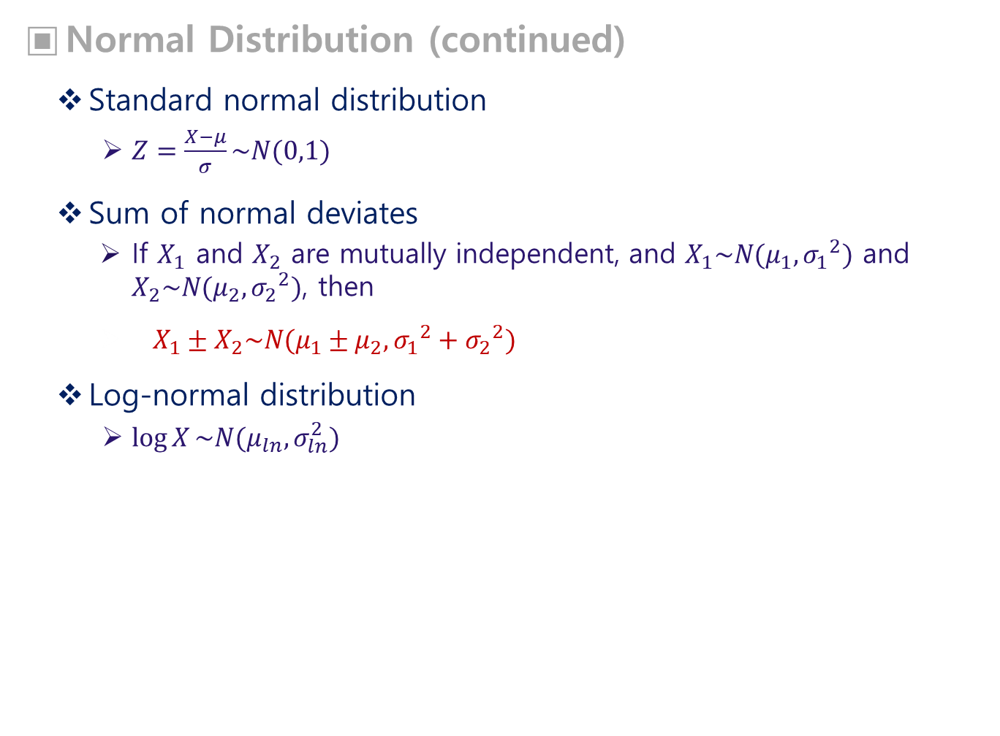 ▣ Normal Distribution (continued)
❖ Standard normal distribution
➢ $Z = \frac{X-\mu}{\sigma} \sim N(0,1)$
❖ Sum of normal deviates
➢ If $X_1$ and $X_2$ are mutually independent, and $X_1 \sim N(\mu_1, {\sigma_1}^2)$ and
$X_2 \sim N(\mu_2, {\sigma_2}^2)$, then
$X_1 \pm X_2 \sim N(\mu_1 \pm \mu_2, {\sigma_1}^2 + {\sigma_2}^2)$
❖ Log-normal distribution
➢ $\log X \sim N(\mu_{ln}, \sigma_{ln}^2)$